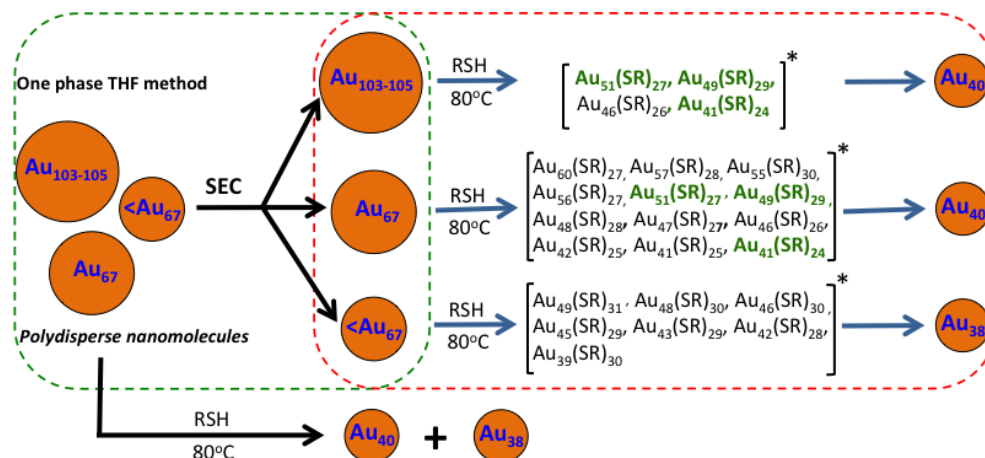 One phase THF method
Au₁₀₃₋₁₀₅
<Au₆₇
Au₆₇
Polydisperse nanomolecules
SEC
Au₁₀₃₋₁₀₅
RSH
80°C
Au₅₁(SR)₂₇, Au₄₉(SR)₂₉,
Au₄₆(SR)₂₆, Au₄₁(SR)₂₄
*
Au₄₀
Au₆₇
RSH
80°C
Au₆₀(SR)₂₇, Au₅₇(SR)₂₈, Au₅₅(SR)₃₀,
Au₅₆(SR)₂₇, Au₅₁(SR)₂₇, Au₄₉(SR)₂₉,
Au₄₈(SR)₂₈, Au₄₇(SR)₂₇, Au₄₆(SR)₂₆,
Au₄₂(SR)₂₅, Au₄₁(SR)₂₅, Au₄₁(SR)₂₄
*
Au₄₀
<Au₆₇
RSH
80°C
Au₄₉(SR)₃₁, Au₄₈(SR)₃₀, Au₄₆(SR)₃₀,
Au₄₅(SR)₂₉, Au₄₃(SR)₂₉, Au₄₂(SR)₂₈,
Au₃₉(SR)₃₀
*
Au₃₈
RSH
80°C
Au₄₀ + Au₃₈